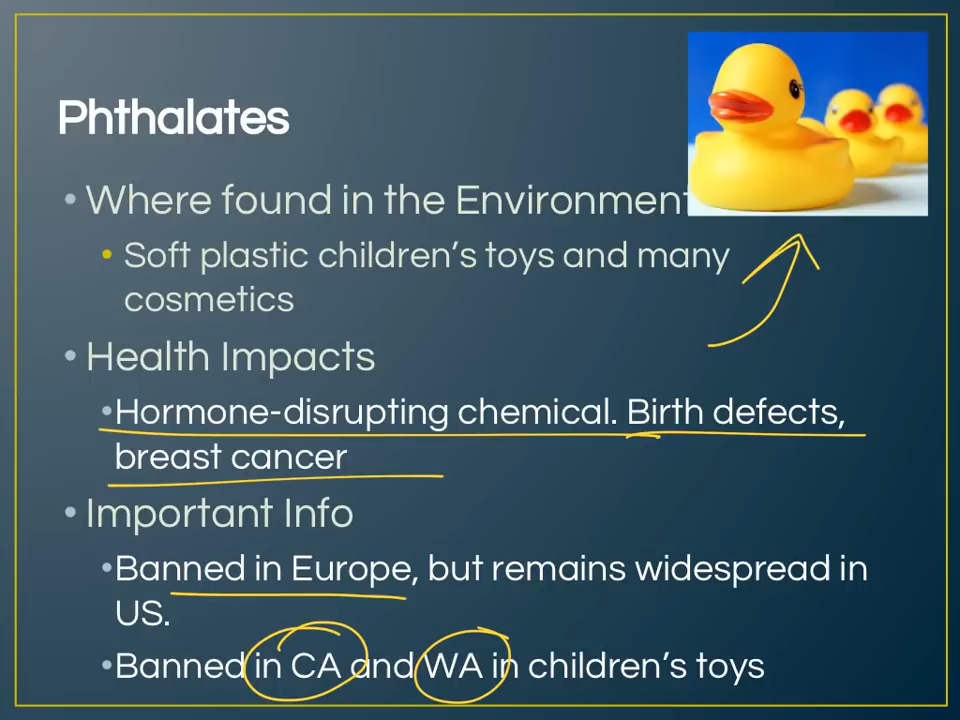 Phthalates
• Where found in the Environment
• Soft plastic children's toys and many
cosmetics
• Health Impacts
•Hormone-disrupting chemical. Birth defects,
breast cancer
• Important Info
•Banned in Europe, but remains widespread in
US.
•Banned in CA and WA in children's toys